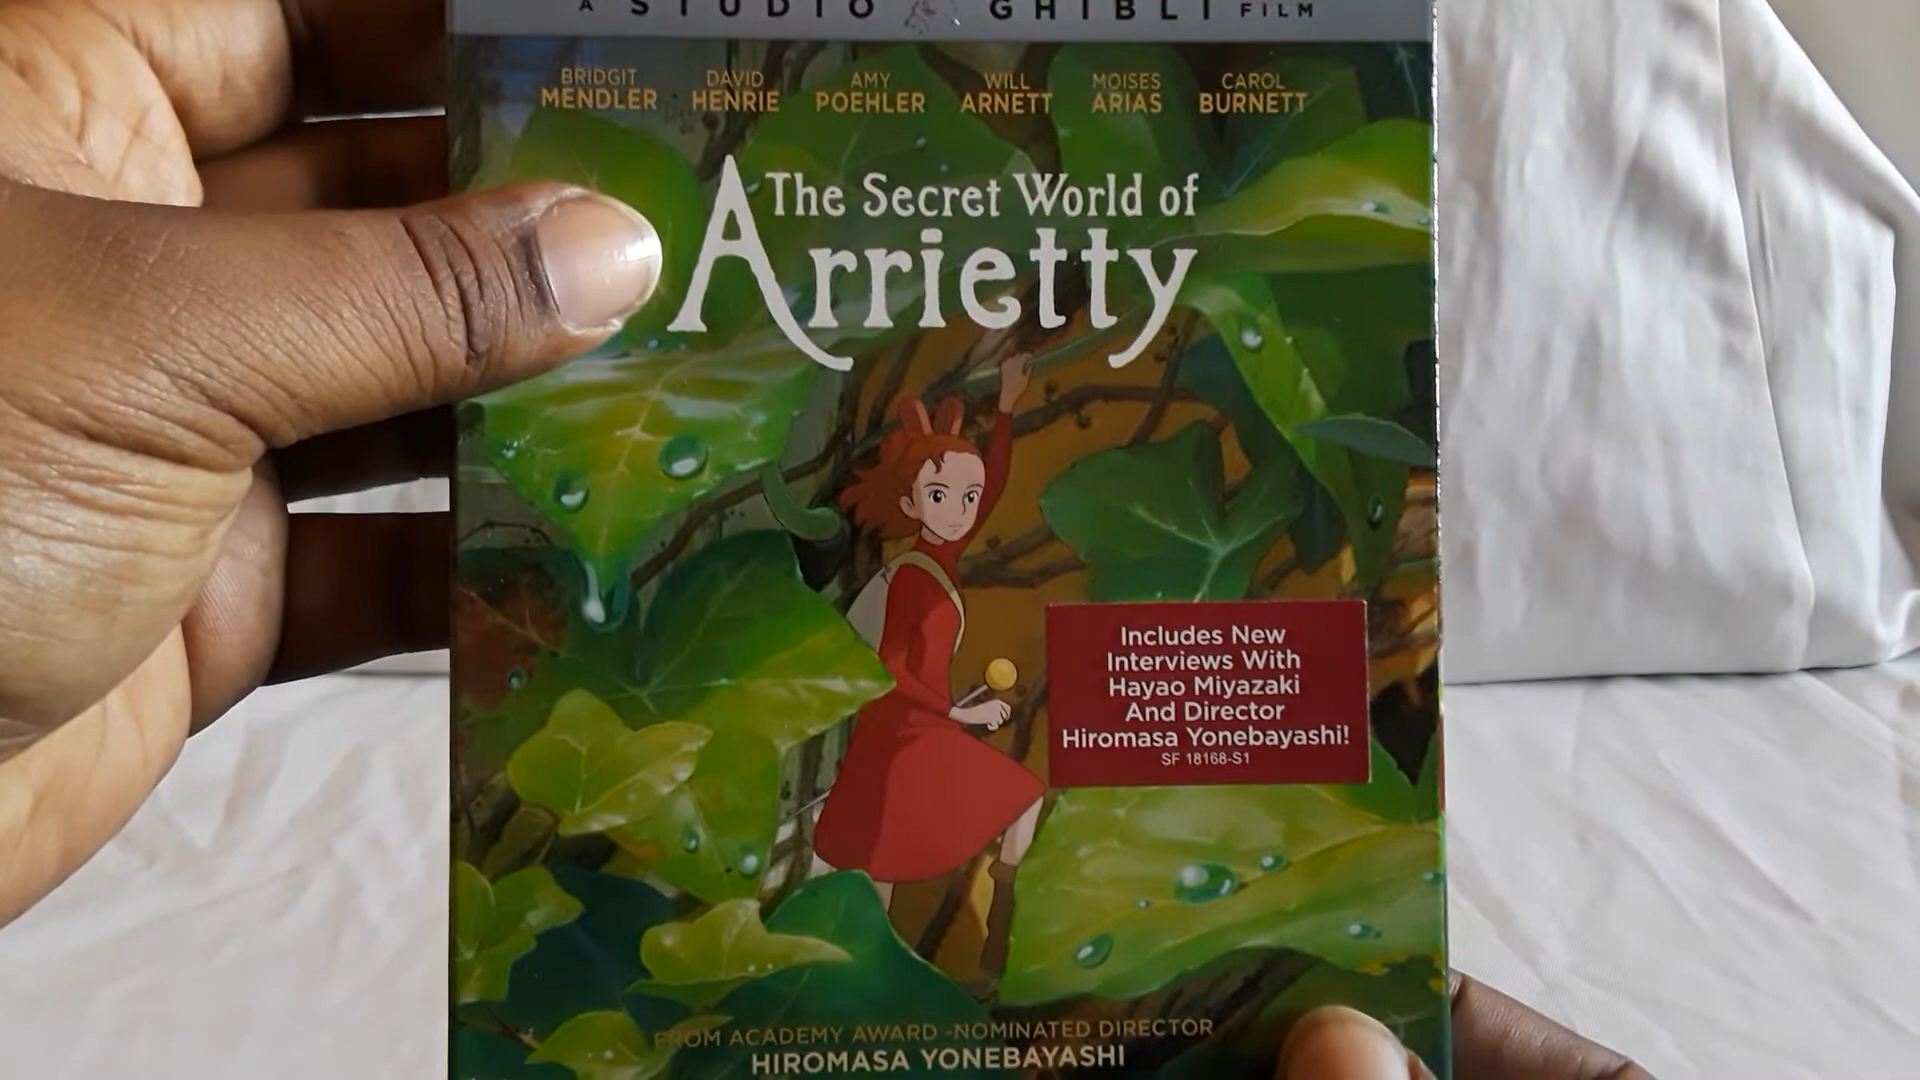 A STUDIO GHIBLI FILM
BRIDGIT MENDLER DAVID HENRIE AMY POEHLER WILL ARNETT MOISES ARIAS CAROL BURNETT
The Secret World of
Arrietty
Includes New
Interviews With
Hayao Miyazaki
And Director
Hiromasa Yonebayashi!
SF 18168-S1
FROM ACADEMY AWARD-NOMINATED DIRECTOR
HIROMASA YONEBAYASHI